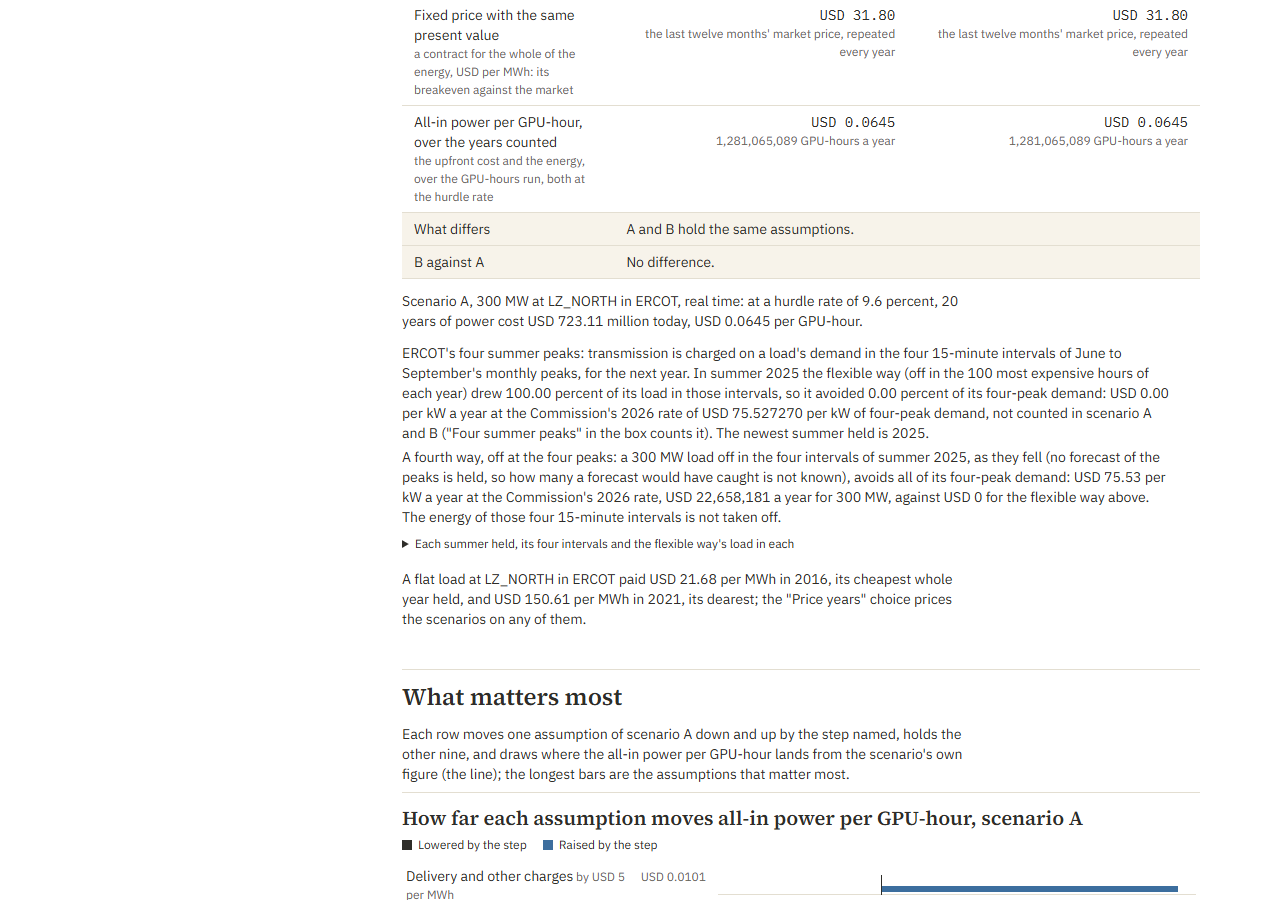 Fixed price with the same present value
a contract for the whole of the energy, USD per MWh: its breakeven against the market
USD 31.80
the last twelve months' market price, repeated every year
USD 31.80
the last twelve months' market price, repeated every year
All-in power per GPU-hour, over the years counted
the upfront cost and the energy, over the GPU-hours run, both at the hurdle rate
USD 0.0645
1,281,065,089 GPU-hours a year
USD 0.0645
1,281,065,089 GPU-hours a year
What differs
A and B hold the same assumptions.
B against A
No difference.
Scenario A, 300 MW at LZ_NORTH in ERCOT, real time: at a hurdle rate of 9.6 percent, 20
years of power cost USD 723.11 million today, USD 0.0645 per GPU-hour.
ERCOT's four summer peaks: transmission is charged on a load's demand in the four 15-minute intervals of June to
September's monthly peaks, for the next year. In summer 2025 the flexible way (off in the 100 most expensive hours of
each year) drew 100.00 percent of its load in those intervals, so it avoided 0.00 percent of its four-peak demand: USD 0.00
per kW a year at the Commission's 2026 rate of USD 75.527270 per kW of four-peak demand, not counted in scenario A
and B ("Four summer peaks" in the box counts it). The newest summer held is 2025.
A fourth way, off at the four peaks: a 300 MW load off in the four intervals of summer 2025, as they fell (no forecast of the
peaks is held, so how many a forecast would have caught is not known), avoids all of its four-peak demand: USD 75.53 per
kW a year at the Commission's 2026 rate, USD 22,658,181 a year for 300 MW, against USD 0 for the flexible way above.
The energy of those four 15-minute intervals is not taken off.
Each summer held, its four intervals and the flexible way's load in each
A flat load at LZ_NORTH in ERCOT paid USD 21.68 per MWh in 2016, its cheapest whole
year held, and USD 150.61 per MWh in 2021, its dearest; the "Price years" choice prices
the scenarios on any of them.
What matters most
Each row moves one assumption of scenario A down and up by the step named, holds the
other nine, and draws where the all-in power per GPU-hour lands from the scenario's own
figure (the line); the longest bars are the assumptions that matter most.
How far each assumption moves all-in power per GPU-hour, scenario A
Lowered by the step
Raised by the step
Delivery and other charges by USD 5 per MWh
USD 0.0101